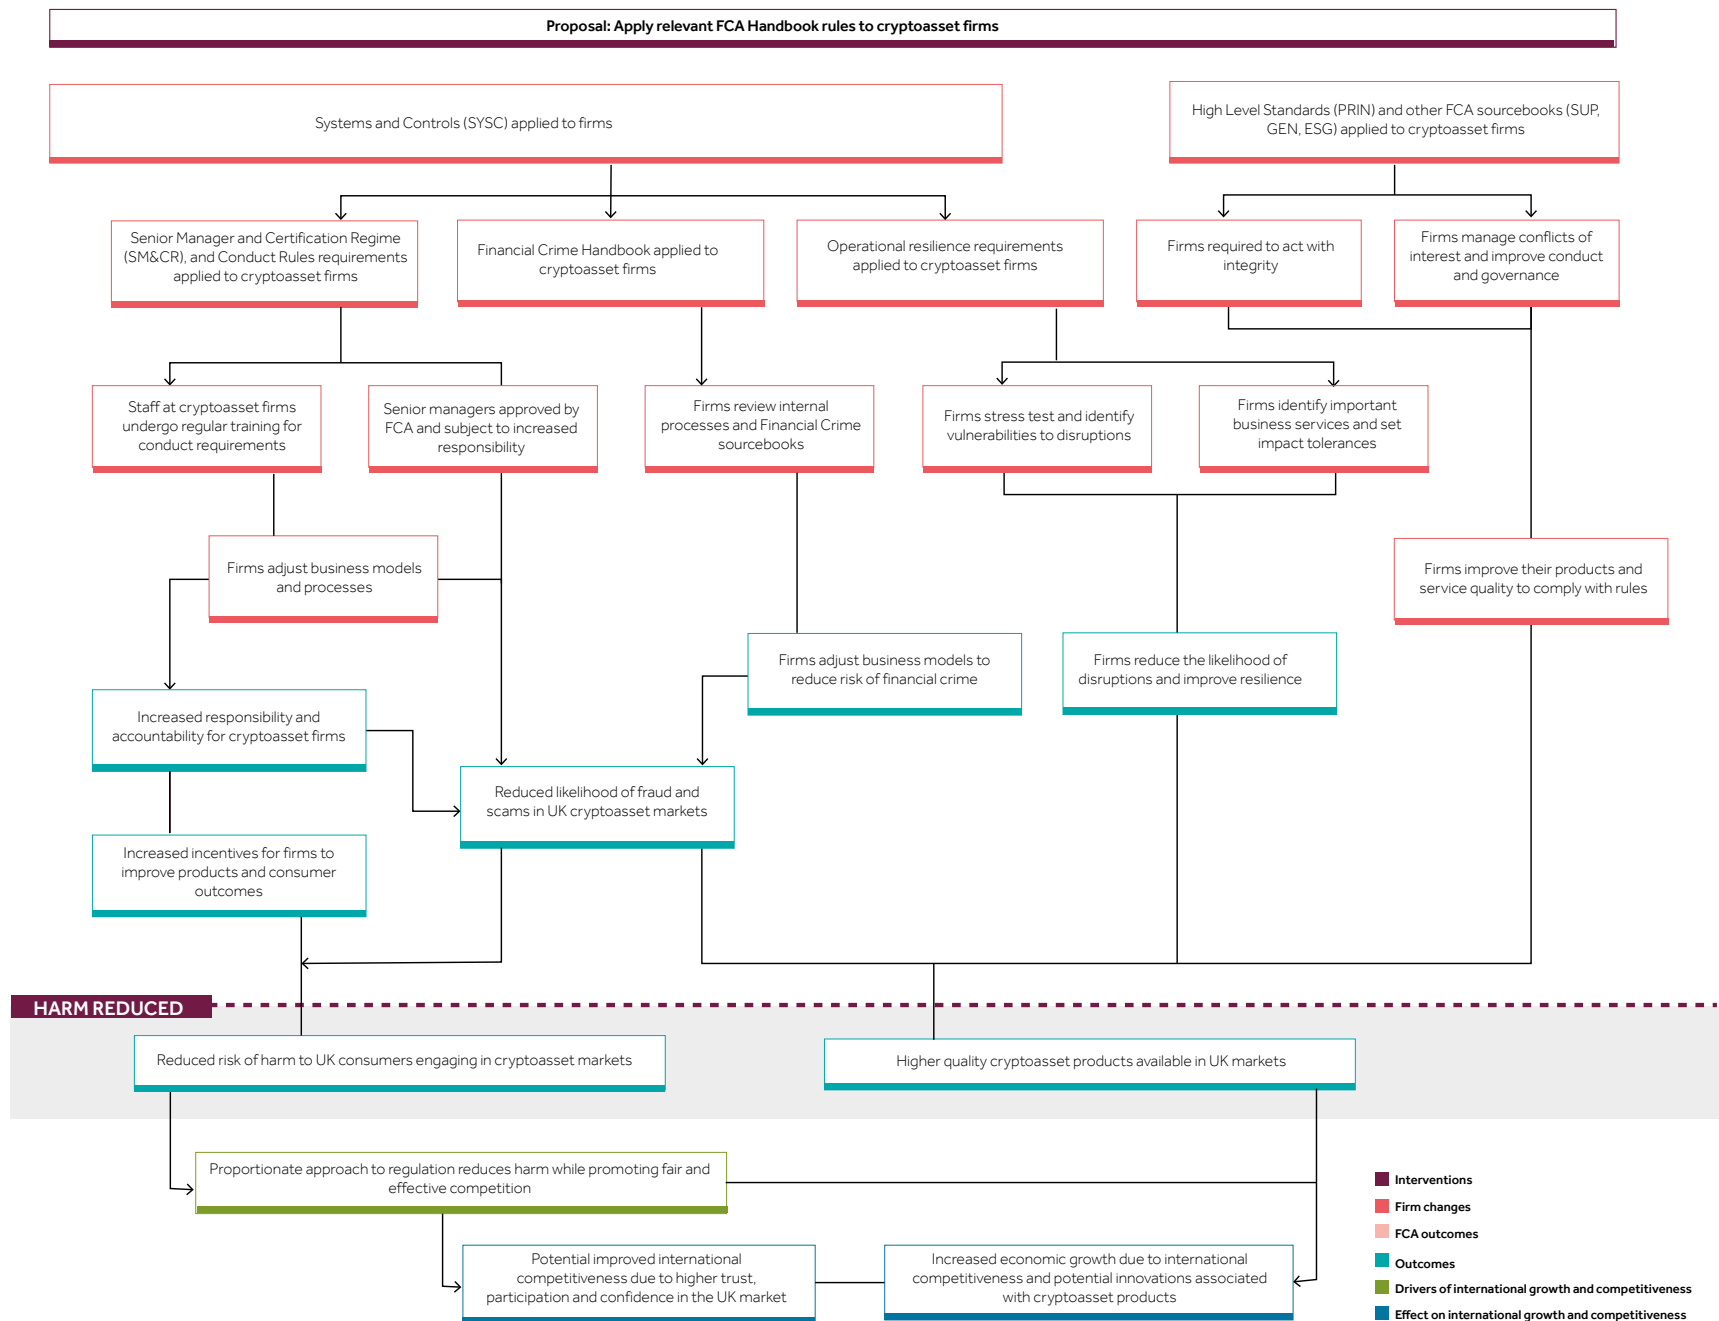 Proposal: Apply relevant FCA Handbook rules to cryptoasset firms
Systems and Controls (SYSC) applied to firms
High Level Standards (PRIN) and other FCA sourcebooks (SUP,
GEN, ESG) applied to cryptoasset firms
Senior Manager and Certification Regime
(SM&CR), and Conduct Rules requirements
applied to cryptoasset firms
Financial Crime Handbook applied to
cryptoasset firms
Operational resilience requirements
applied to cryptoasset firms
Firms required to act with
integrity
Firms manage conflicts of
interest and improve conduct
and governance
Staff at cryptoasset firms
undergo regular training for
conduct requirements
Senior managers approved by
FCA and subject to increased
responsibility
Firms review internal
processes and Financial Crime
sourcebooks
Firms stress test and identify
vulnerabilities to disruptions
Firms identify important
business services and set
impact tolerances
Firms adjust business models
and processes
Firms improve their products and
service quality to comply with rules
Firms adjust business models to
reduce risk of financial crime
Firms reduce the likelihood of
disruptions and improve resilience
Increased responsibility and
accountability for cryptoasset firms
Reduced likelihood of fraud and
scams in UK cryptoasset markets
Increased incentives for firms to
improve products and consumer
outcomes
HARM REDUCED
Reduced risk of harm to UK consumers engaging in cryptoasset markets
Higher quality cryptoasset products available in UK markets
Proportionate approach to regulation reduces harm while promoting fair and
effective competition
Potential improved international
competitiveness due to higher trust,
participation and confidence in the UK market
Increased economic growth due to international
competitiveness and potential innovations associated
with cryptoasset products
Interventions
Firm changes
FCA outcomes
Outcomes
Drivers of international growth and competitiveness
Effect on international growth and competitiveness